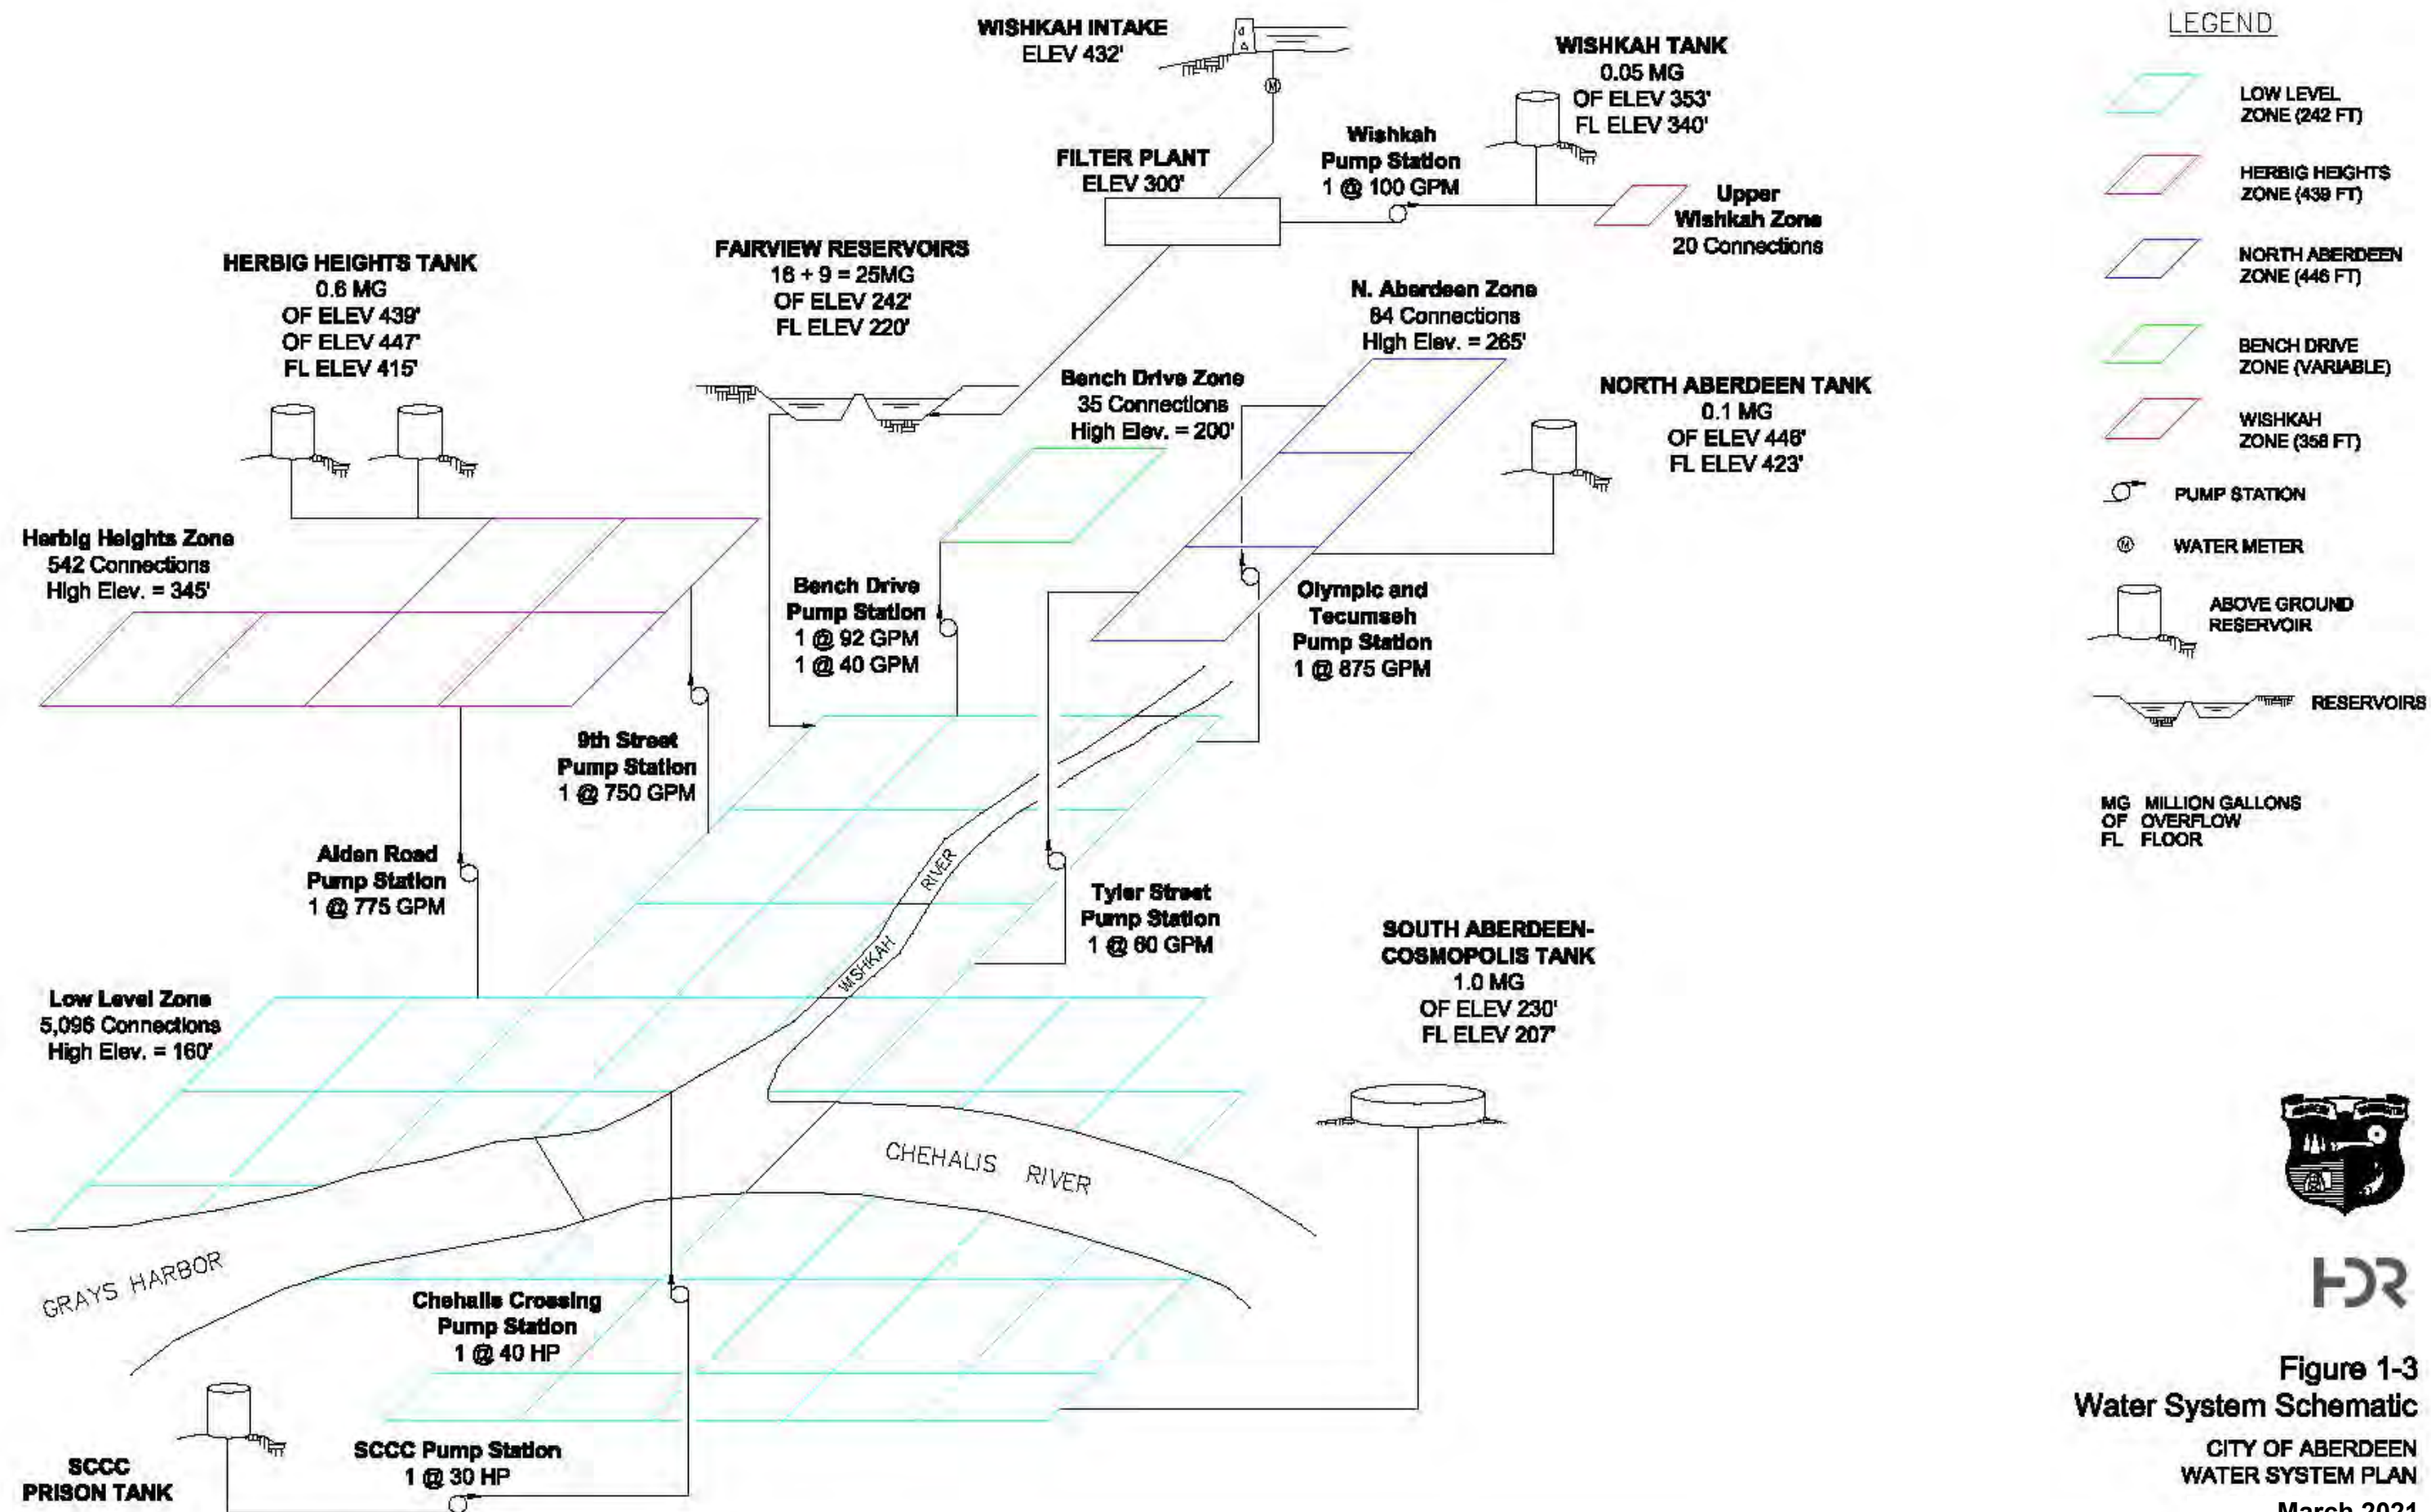 WISHKAH INTAKE
ELEV 432'
M
WISHKAH TANK
0.05 MG
OF ELEV 353'
FL ELEV 340'
Wishkah
Pump Station
1 @ 100 GPM
FILTER PLANT
ELEV 300'
Upper
Wishkah Zone
20 Connections
FAIRVIEW RESERVOIRS
16 + 9 = 25MG
OF ELEV 242'
FL ELEV 220'
HERBIG HEIGHTS TANK
0.6 MG
OF ELEV 439'
OF ELEV 447'
FL ELEV 415'
N. Aberdeen Zone
84 Connections
High Elev. = 265'
Bench Drive Zone
35 Connections
High Elev. = 200'
NORTH ABERDEEN TANK
0.1 MG
OF ELEV 446'
FL ELEV 423'
Herbig Heights Zone
542 Connections
High Elev. = 345'
Bench Drive
Pump Station
1 @ 92 GPM
1 @ 40 GPM
Olympic and
Tecumseh
Pump Station
1 @ 875 GPM
9th Street
Pump Station
1 @ 750 GPM
Alden Road
Pump Station
1 @ 775 GPM
WISHKAH RIVER
Tyler Street
Pump Station
1 @ 60 GPM
SOUTH ABERDEEN-
COSMOPOLIS TANK
1.0 MG
OF ELEV 230'
FL ELEV 207'
Low Level Zone
5,096 Connections
High Elev. = 160'
CHEHALIS RIVER
GRAYS HARBOR
Chehalis Crossing
Pump Station
1 @ 40 HP
SCCC Pump Station
1 @ 30 HP
SCCC
PRISON TANK
LEGEND
LOW LEVEL
ZONE (242 FT)
HERBIG HEIGHTS
ZONE (439 FT)
NORTH ABERDEEN
ZONE (446 FT)
BENCH DRIVE
ZONE (VARIABLE)
WISHKAH
ZONE (358 FT)
PUMP STATION
M WATER METER
ABOVE GROUND
RESERVOIR
RESERVOIRS
MG MILLION GALLONS
OF OVERFLOW
FL FLOOR
HDR
Figure 1-3
Water System Schematic
CITY OF ABERDEEN
WATER SYSTEM PLAN
March 2021